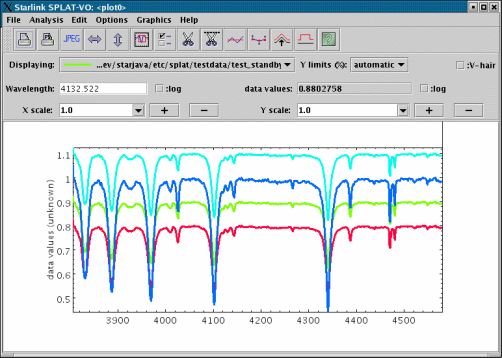 Starlink SPLAT-VO: <plot0>
File Analysis Edit Options Graphics Help
JPEG
Displaying: ...ev/starjava/etc/splat/testdata/test_standby Y limits (%): automatic :V-hair
Wavelength: 4132.522 :log data values: 0.8802758 :log
X scale: 1.0 + − Y scale: 1.0 + −
data values (unknown)
1.1
1
0.9
0.8
0.7
0.6
0.5
3900 4000 4100 4200 4300 4400 4500